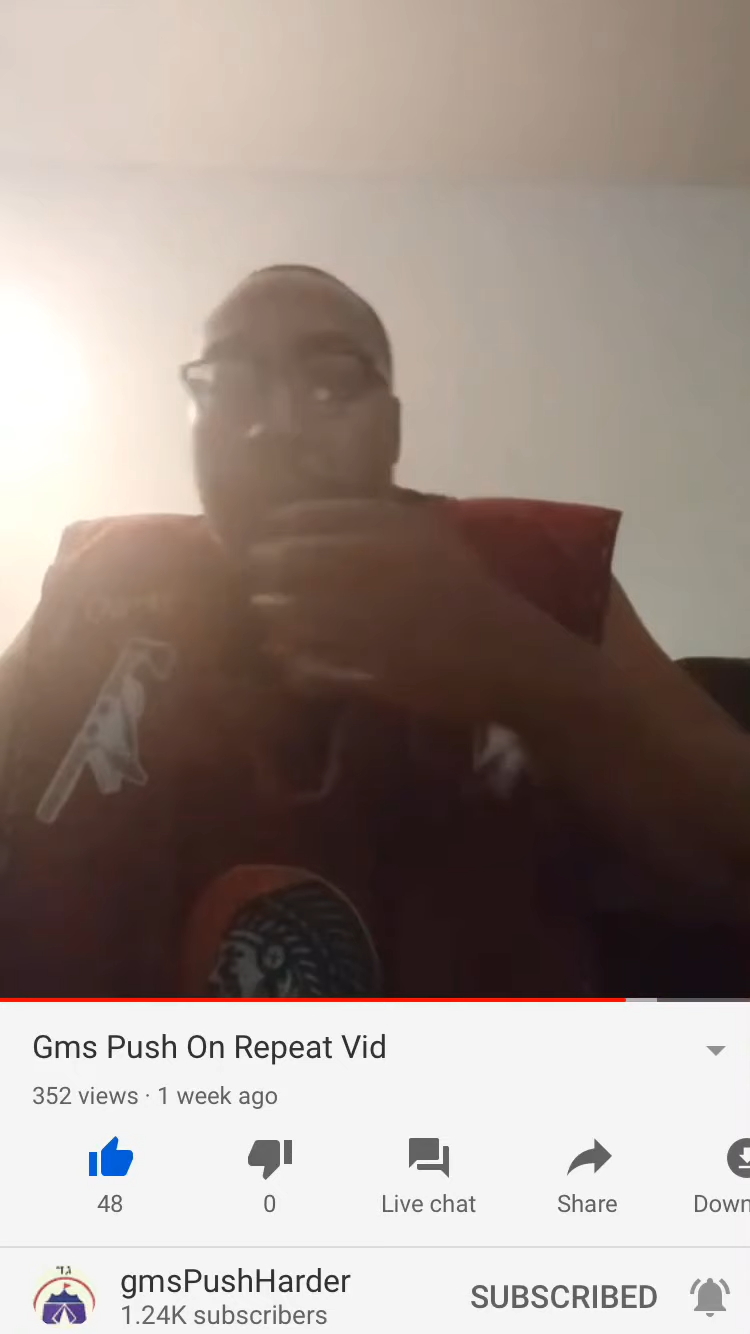 Gms Push On Repeat Vid
352 views · 1 week ago
48
0
Live chat
Share
Down
גד
gmsPushHarder
1.24K subscribers
SUBSCRIBED